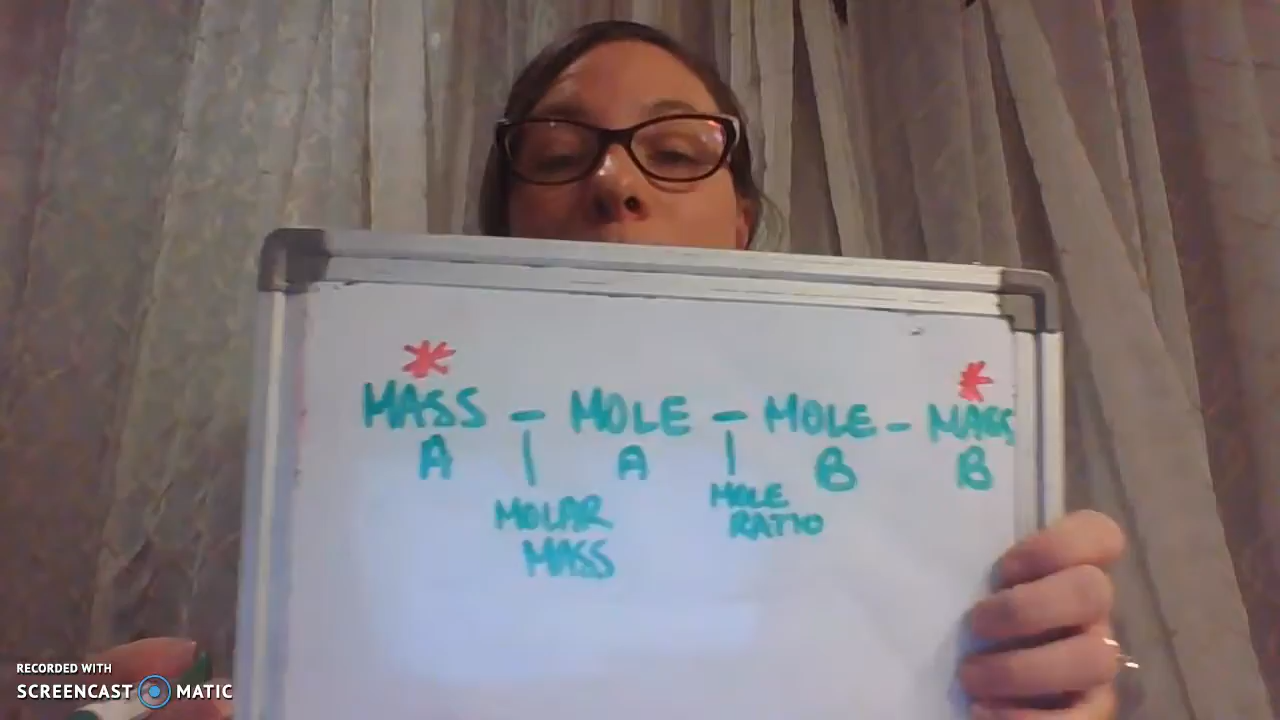 * *
MASS - MOLE - MOLE - MASS
A | A | B B
MOLAR MOLE
MASS RATIO
RECORDED WITH
SCREENCAST MATIC